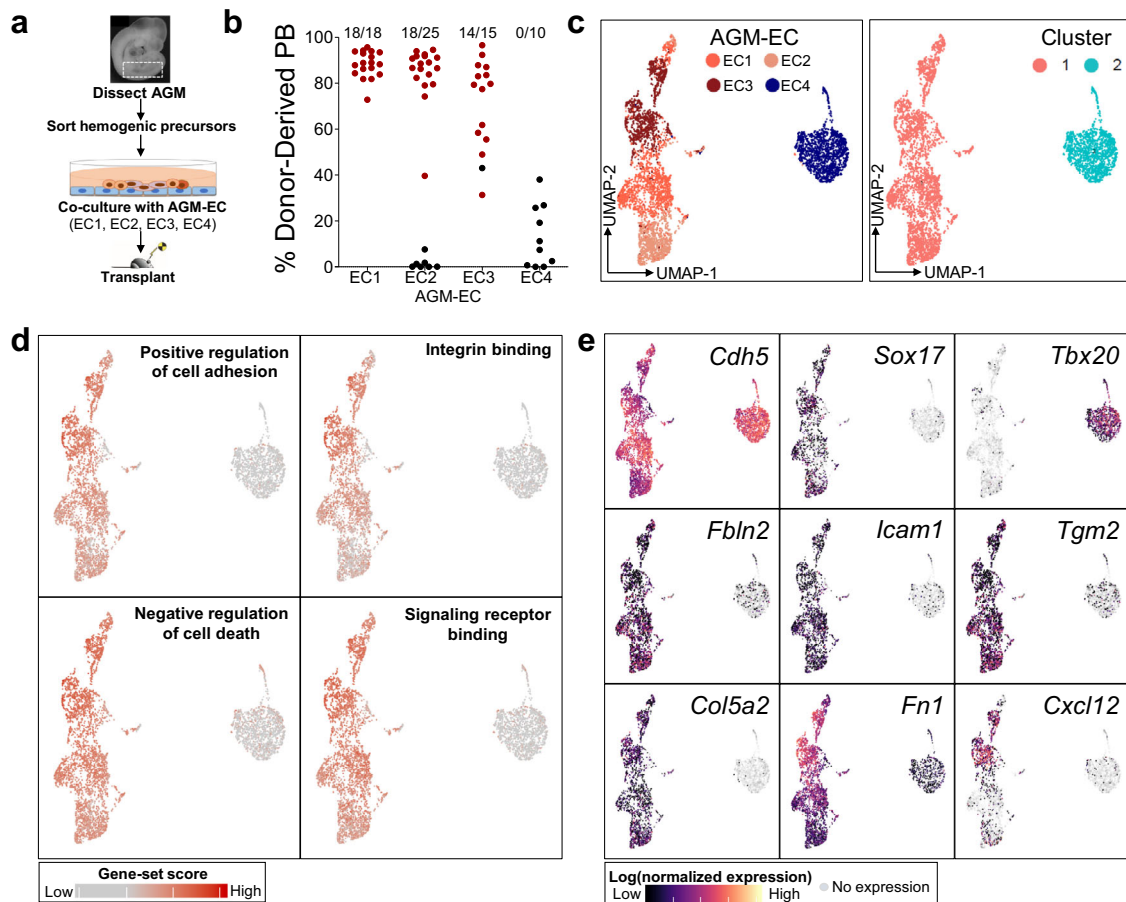 a
Dissect AGM
Sort hemogenic precursors
Co-culture with AGM-EC
(EC1, EC2, EC3, EC4)
Transplant
b
18/18 18/25 14/15 0/10
% Donor-Derived PB
100
80
60
40
20
0
EC1 EC2 EC3 EC4
AGM-EC
c
AGM-EC
EC1 EC2
EC3 EC4
UMAP-2
UMAP-1
Cluster
1 2
UMAP-2
UMAP-1
d
Positive regulation
of cell adhesion
Integrin binding
Negative regulation
of cell death
Signaling receptor
binding
Gene-set score
Low High
e
Cdh5 Sox17 Tbx20
Fbln2 Icam1 Tgm2
Col5a2 Fn1 Cxcl12
Log(normalized expression)
Low High No expression